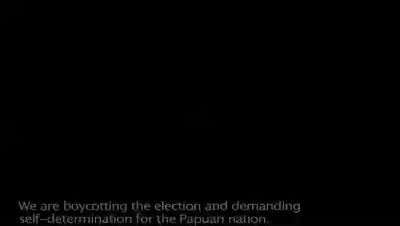 We are boycotting the election and demanding
self-determination for the Papuan nation.